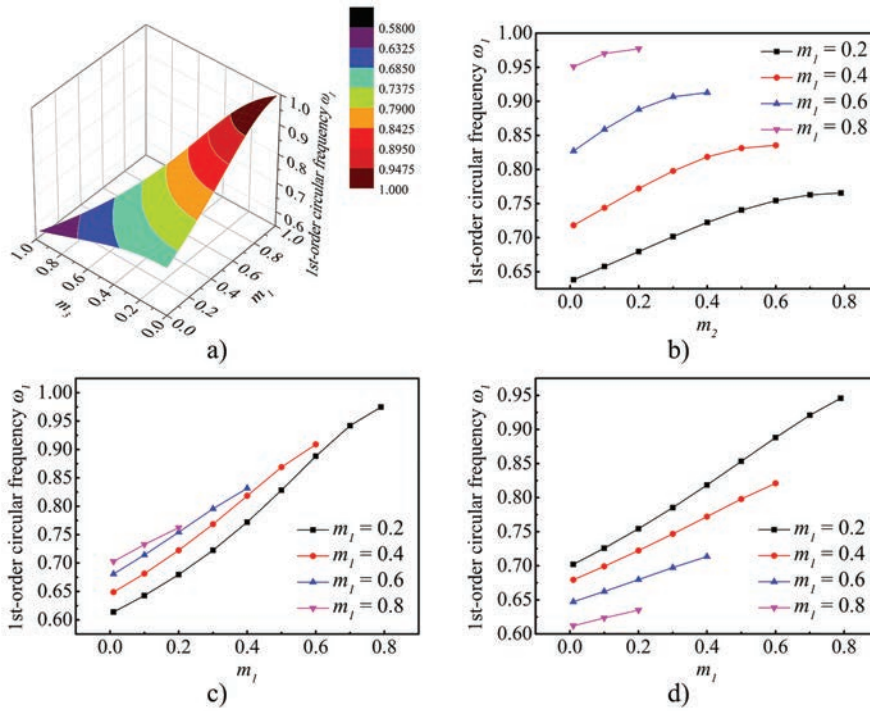 0.5800
0.6325
0.6850
0.7375
0.7900
0.8425
0.8950
0.9475
1.000
1st-order circular frequency ω1
1.0
0.9
0.8
0.7
0.6
1.0
0.8
0.6
0.4
0.2
0.0
m3
0.0
0.2
0.4
0.6
0.8
1.0
m1
a)
1st-order circular frequency ω1
1.00
0.95
0.90
0.85
0.80
0.75
0.70
0.65
m1 = 0.2
m1 = 0.4
m1 = 0.6
m1 = 0.8
0.0 0.2 0.4 0.6 0.8
m2
b)
1st-order circular frequency ω1
1.00
0.95
0.90
0.85
0.80
0.75
0.70
0.65
0.60
m1 = 0.2
m1 = 0.4
m1 = 0.6
m1 = 0.8
0.0 0.2 0.4 0.6 0.8
m1
c)
1st-order circular frequency ω1
0.95
0.90
0.85
0.80
0.75
0.70
0.65
0.60
m1 = 0.2
m1 = 0.4
m1 = 0.6
m1 = 0.8
0.0 0.2 0.4 0.6 0.8
m1
d)